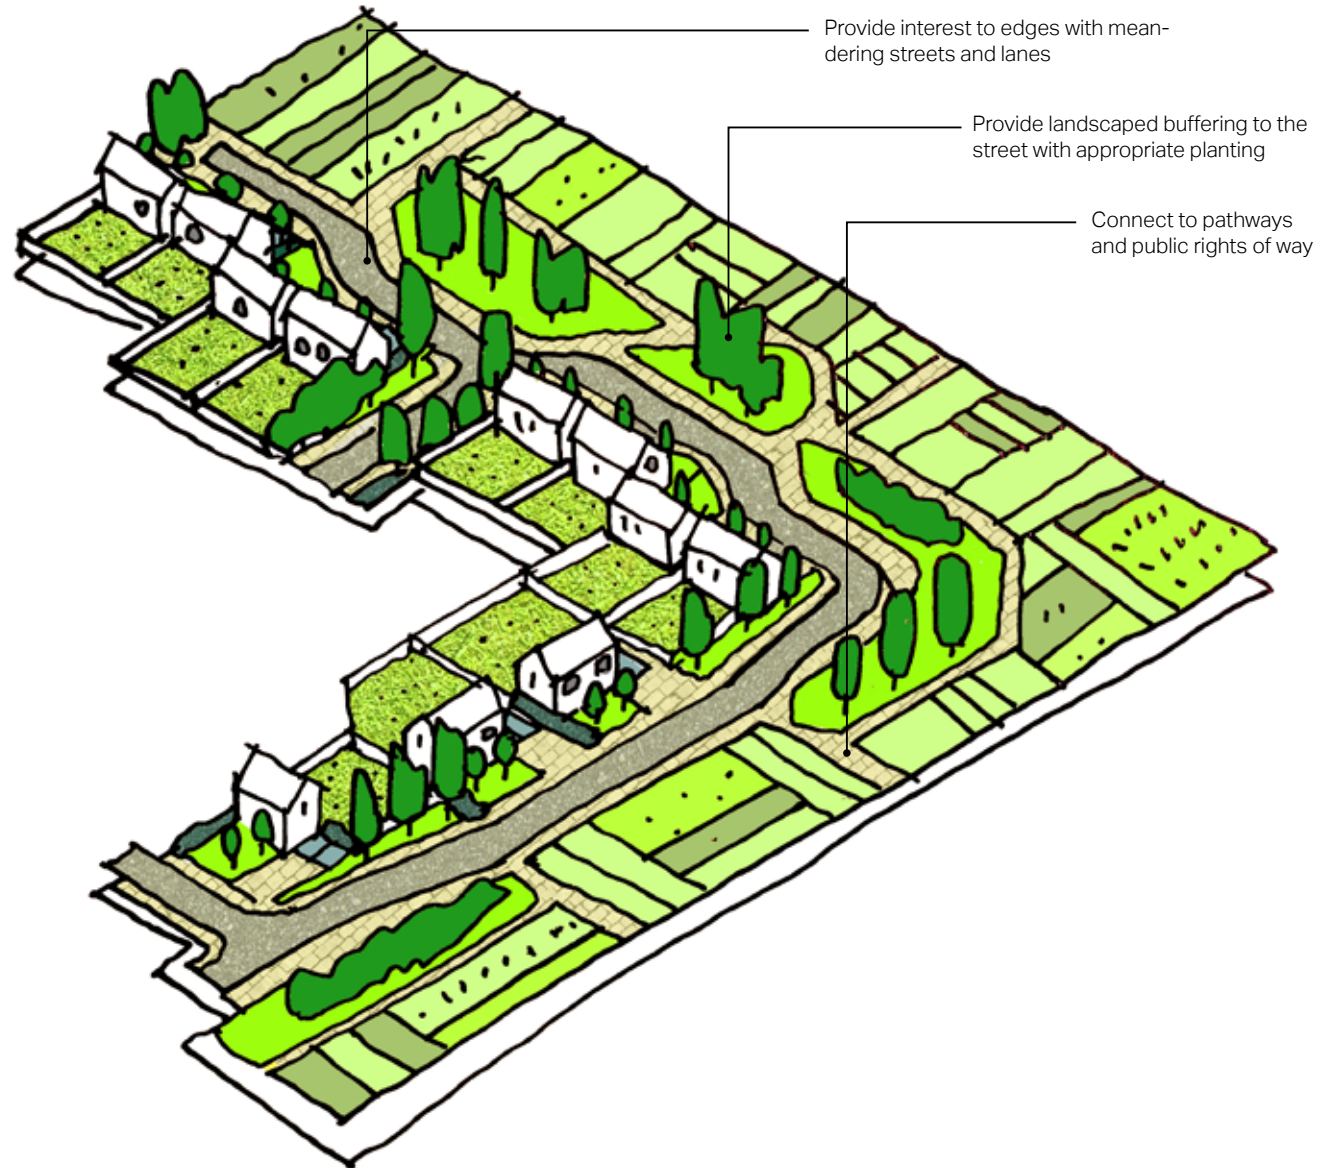 Provide interest to edges with mean-
dering streets and lanes
Provide landscaped buffering to the
street with appropriate planting
Connect to pathways
and public rights of way